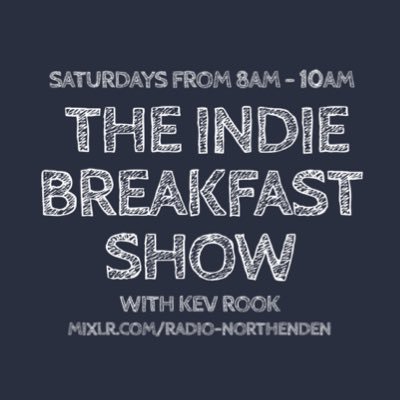 SATURDAYS FROM 8AM - 10AM
THE INDIE
BREAKFAST
SHOW
WITH KEV ROOK
MIXLR.COM/RADIO-NORTHENDEN